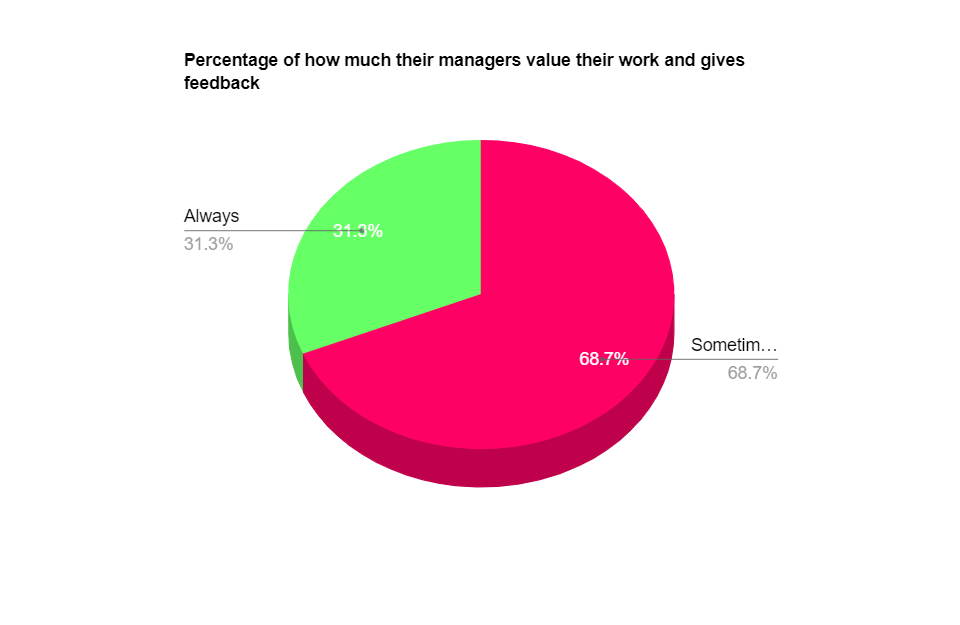 Percentage of how much their managers value their work and gives
feedback
Always
31.3%
31.3%
Sometim…
68.7%
68.7%